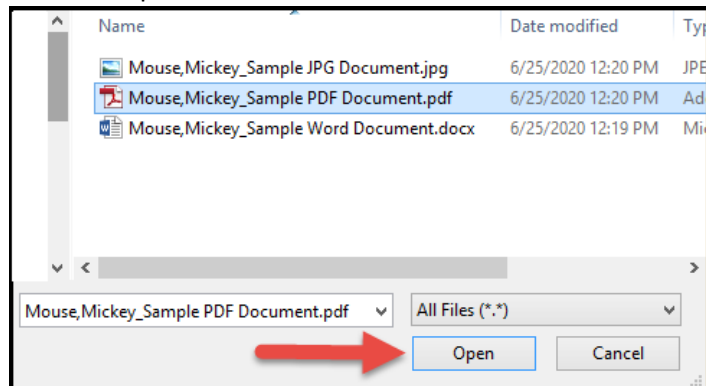 Name Date modified Typ
Mouse,Mickey_Sample JPG Document.jpg 6/25/2020 12:20 PM JPE
Mouse,Mickey_Sample PDF Document.pdf 6/25/2020 12:20 PM Ad
Mouse,Mickey_Sample Word Document.docx 6/25/2020 12:19 PM Mi
Mouse,Mickey_Sample PDF Document.pdf All Files (*.*)
Open Cancel